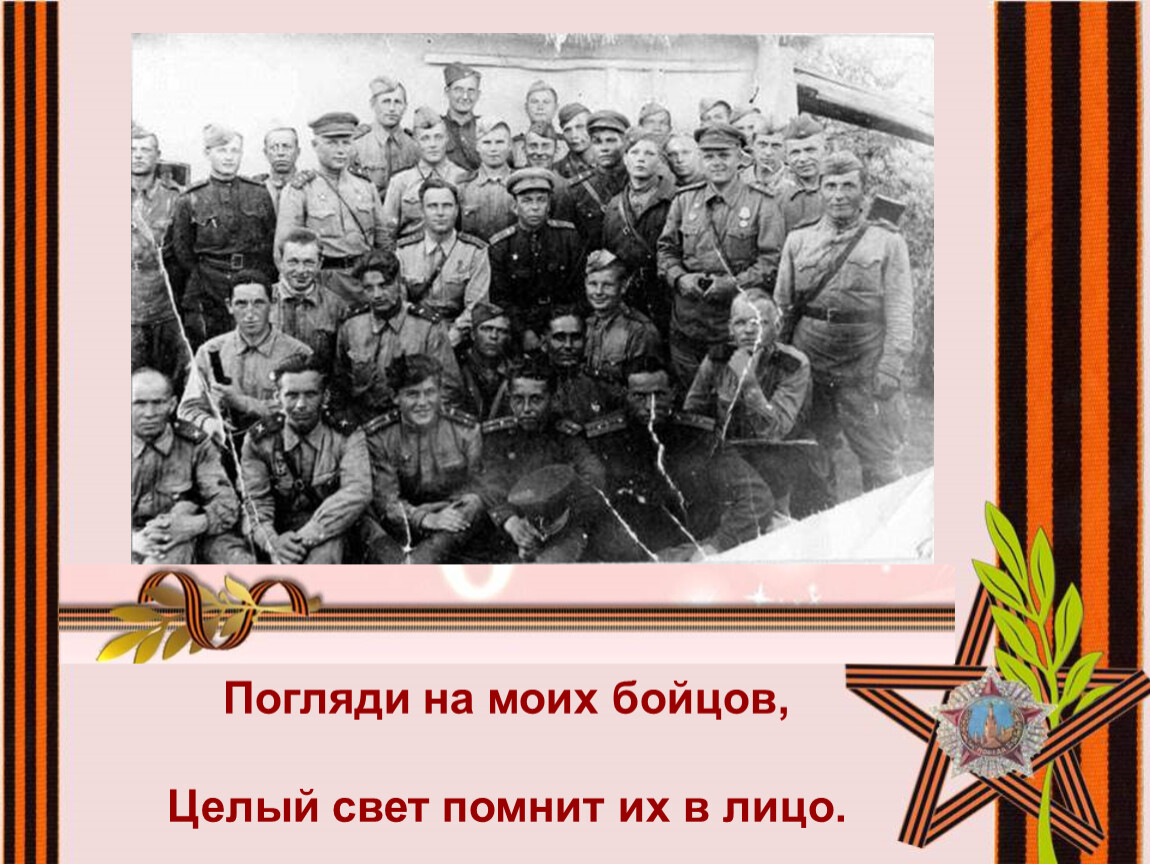 Погляди на моих бойцов,
Целый свет помнит их в лицо.